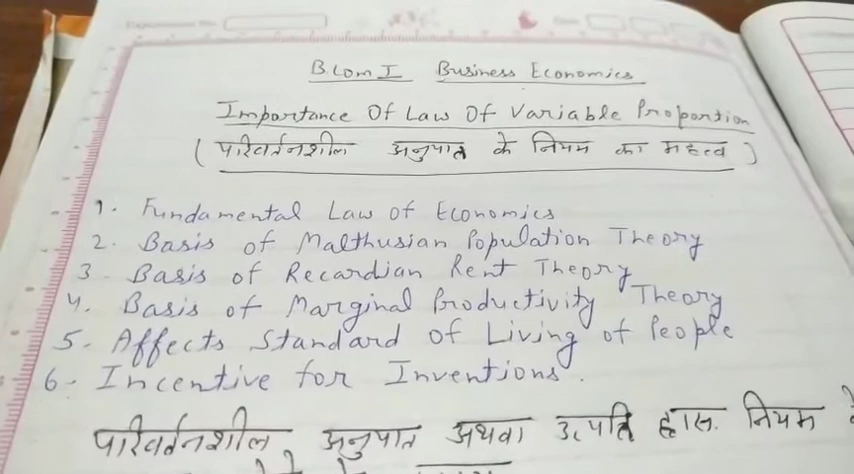 B Com I Business Economics
Importance Of Law Of Variable Proportion
( परिवर्तनशील अनुपात के नियम का महत्व )
1. Fundamental Law of Economics
2. Basis of Malthusian Population Theory
3. Basis of Recardian Rent Theory
4. Basis of Marginal Productivity Theory
5. Affects Standard of Living of People
6. Incentive for Inventions.
परिवर्तनशील अनुपात अथवा उत्पत्ति ह्रास नियम के